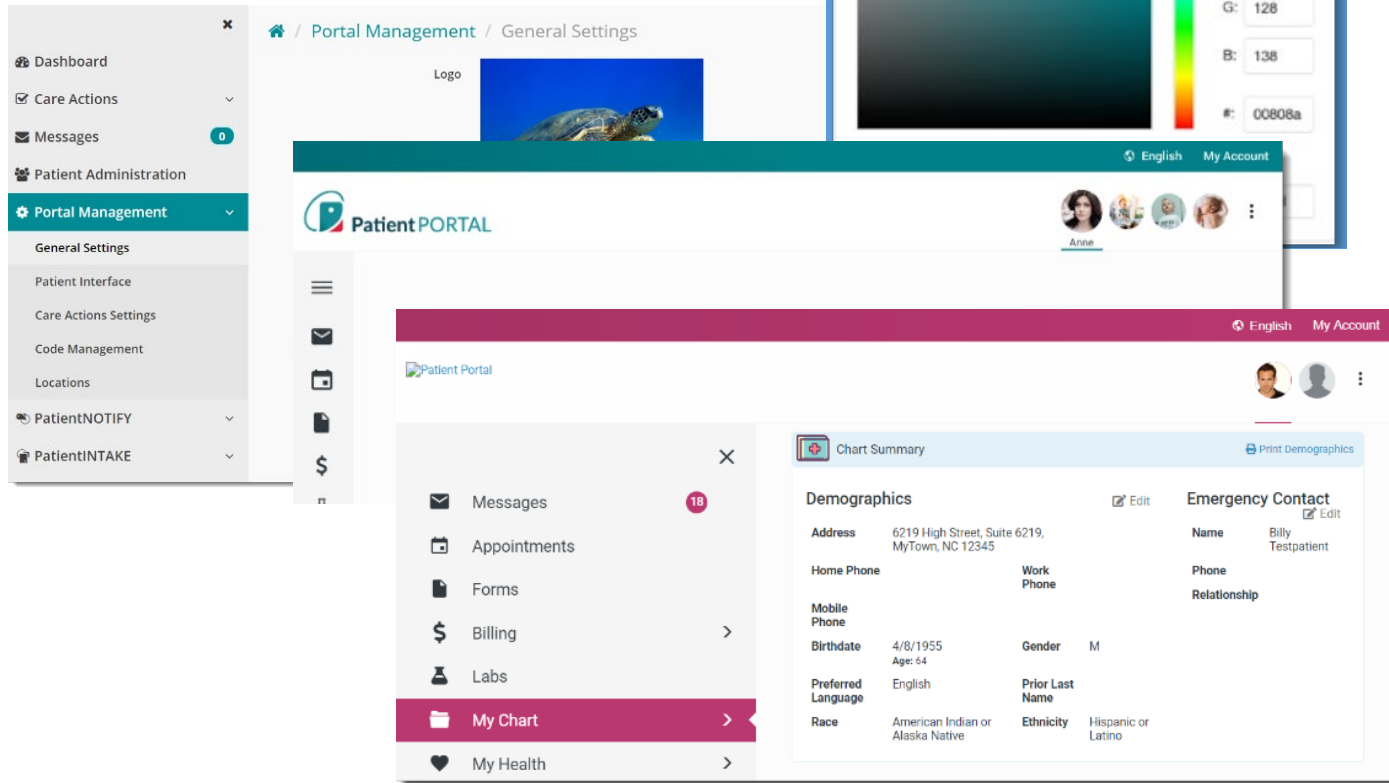 Dashboard
Care Actions
Messages 0
Patient Administration
Portal Management
General Settings
Patient Interface
Care Actions Settings
Code Management
Locations
PatientNOTIFY
PatientINTAKE
/ Portal Management / General Settings
Logo
G: 128
B: 138
#: 00808a
English My Account
PatientPORTAL
Anne
English My Account
Patient Portal
Messages 18
Appointments
Forms
$ Billing
Labs
My Chart
My Health
Chart Summary Print Demographics
Demographics Edit
Address 6219 High Street, Suite 6219,
MyTown, NC 12345
Home Phone Work
Phone
Mobile
Phone
Birthdate 4/8/1955 Gender M
Age: 64
Preferred English Prior Last
Language Name
Race American Indian or Ethnicity Hispanic or
Alaska Native Latino
Emergency Contact
Edit
Name Billy
Testpatient
Phone
Relationship